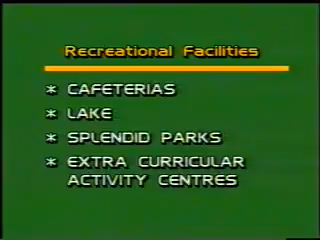 Recreational Facilities
* CAFETERIAS
* LAKE
* SPLENDID PARKS
* EXTRA CURRICULAR
ACTIVITY CENTRES